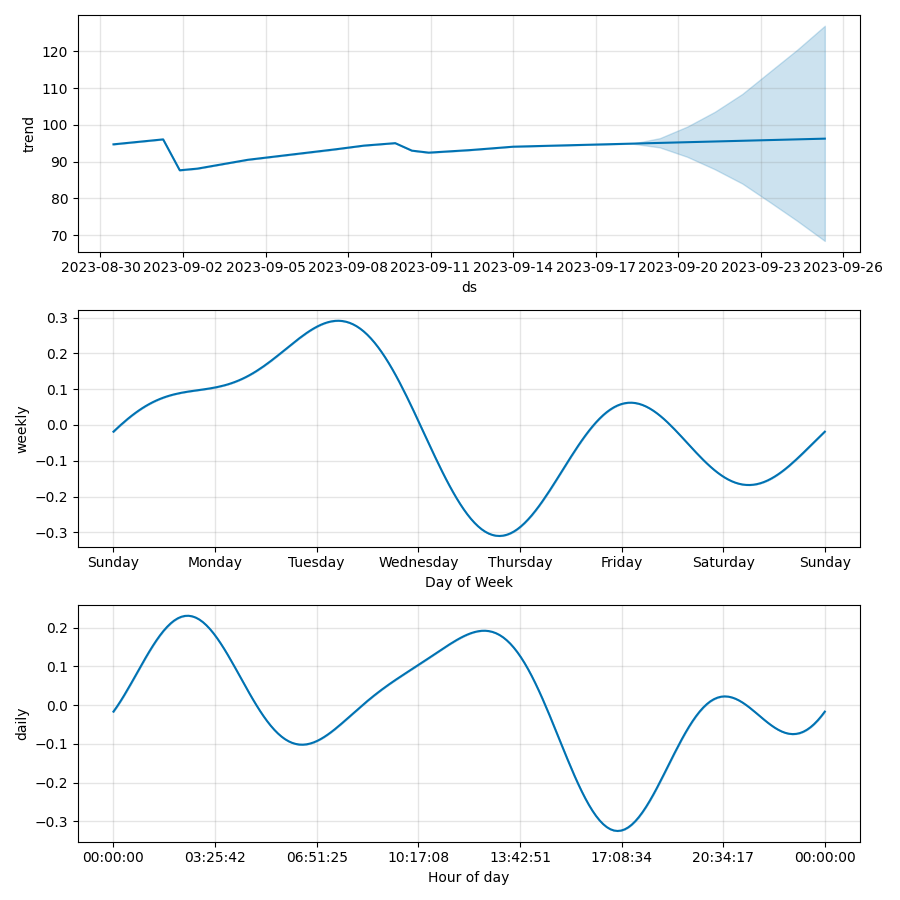 trend
120
110
100
90
80
70
2023-08-30 2023-09-02 2023-09-05 2023-09-08 2023-09-11 2023-09-14 2023-09-17 2023-09-20 2023-09-23 2023-09-26
ds
weekly
0.3
0.2
0.1
0.0
−0.1
−0.2
−0.3
Sunday Monday Tuesday Wednesday Thursday Friday Saturday Sunday
Day of Week
daily
0.2
0.1
0.0
−0.1
−0.2
−0.3
00:00:00 03:25:42 06:51:25 10:17:08 13:42:51 17:08:34 20:34:17 00:00:00
Hour of day